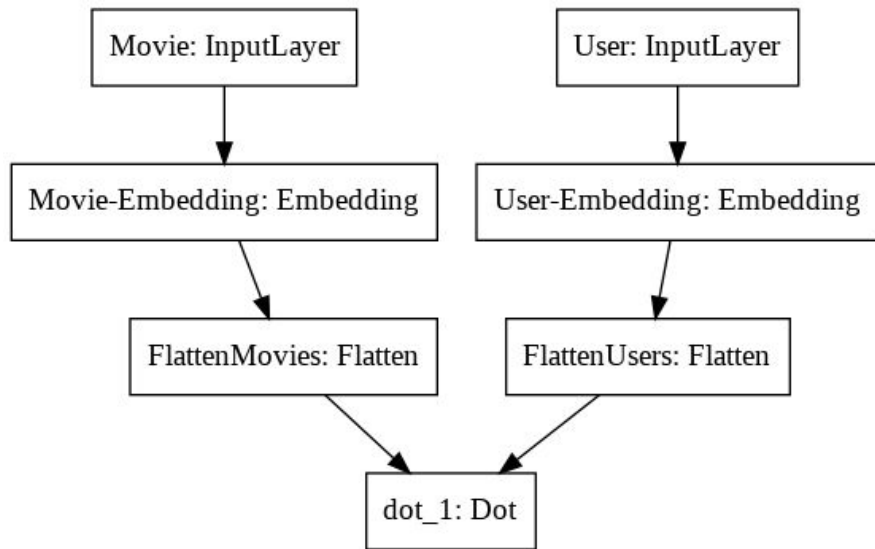 Movie: InputLayer
User: InputLayer
Movie-Embedding: Embedding
User-Embedding: Embedding
FlattenMovies: Flatten
FlattenUsers: Flatten
dot_1: Dot